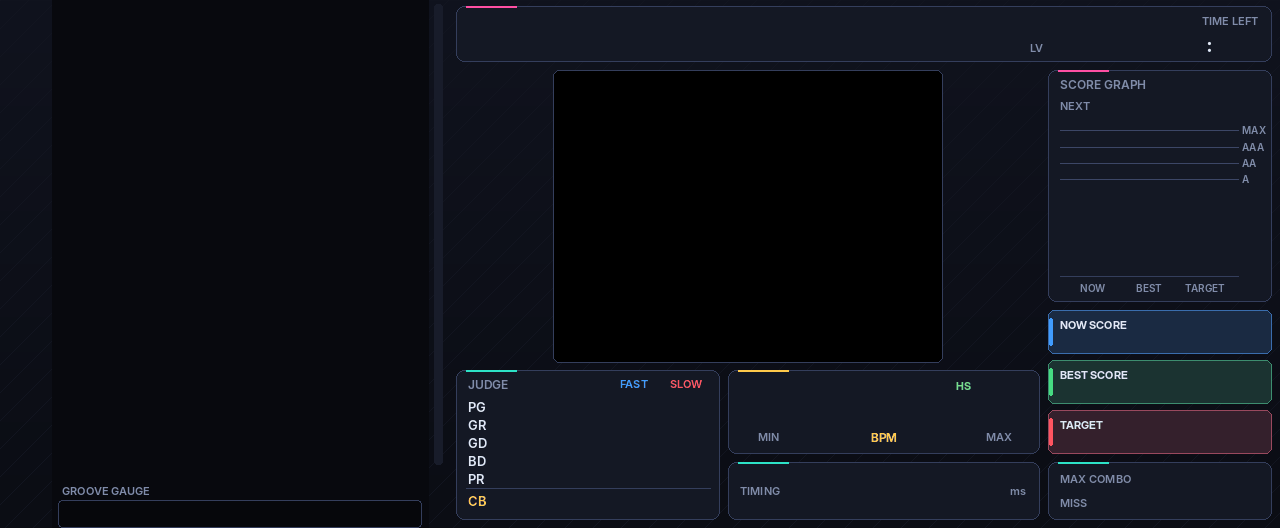 TIME LEFT
LV :
SCORE GRAPH
NEXT
MAX
AAA
AA
A
NOW BEST TARGET
NOW SCORE
BEST SCORE
TARGET
JUDGE FAST SLOW
PG
GR
GD
BD
PR
CB
HS
MIN BPM MAX
TIMING ms
MAX COMBO
MISS
GROOVE GAUGE